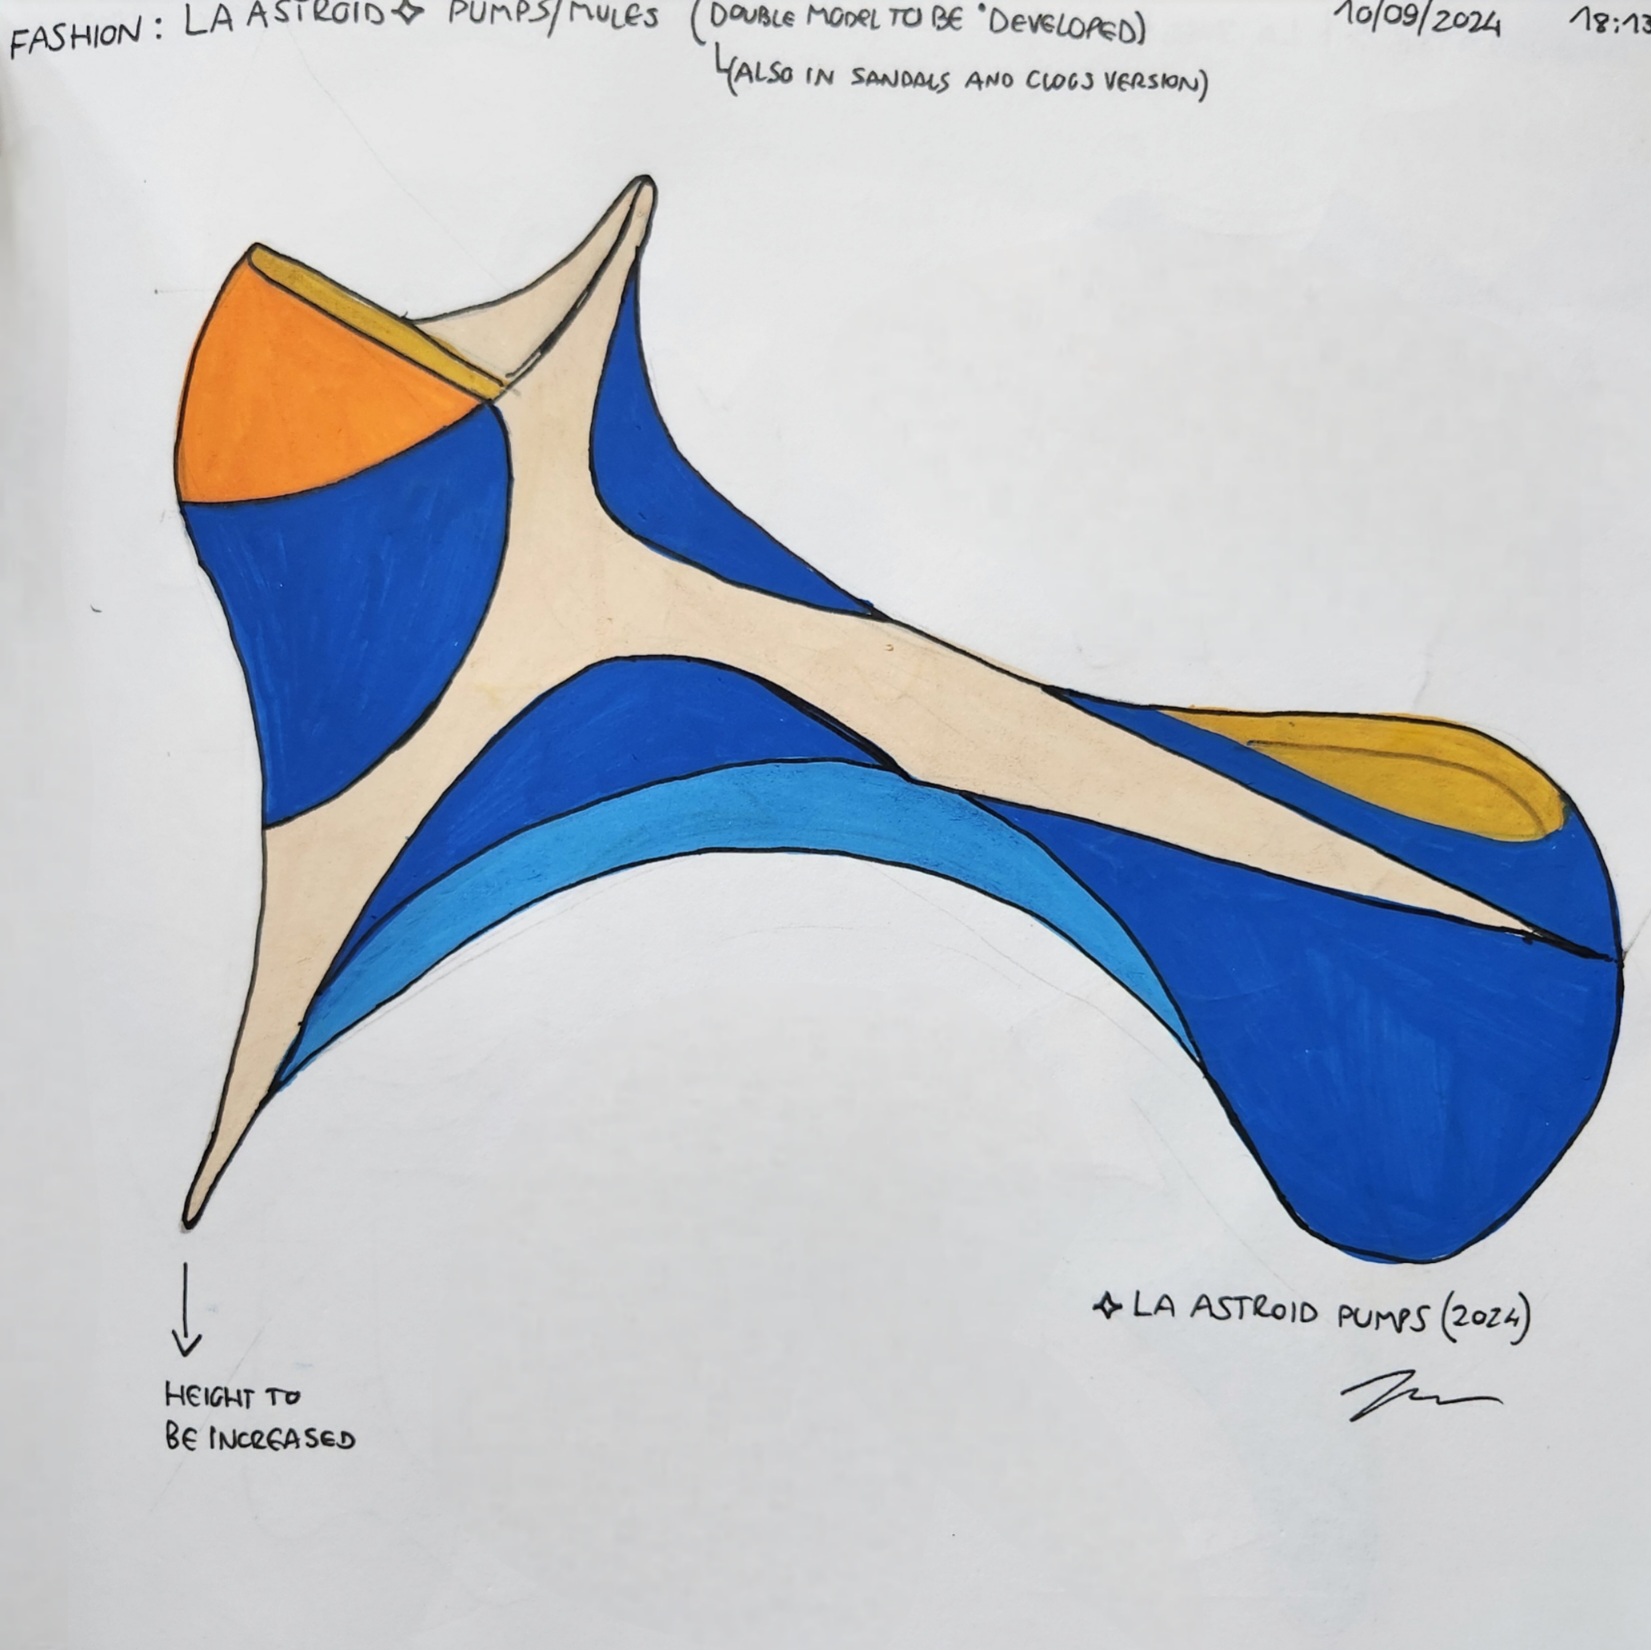 FASHION: LA ASTROID✧ PUMPS/MULES (DOUBLE MODEL TO BE DEVELOPED) 10/09/2024 18:13
(ALSO IN SANDALS AND CLOGS VERSION)
✧ LA ASTROID PUMPS (2024)
HEIGHT TO
BE INCREASED